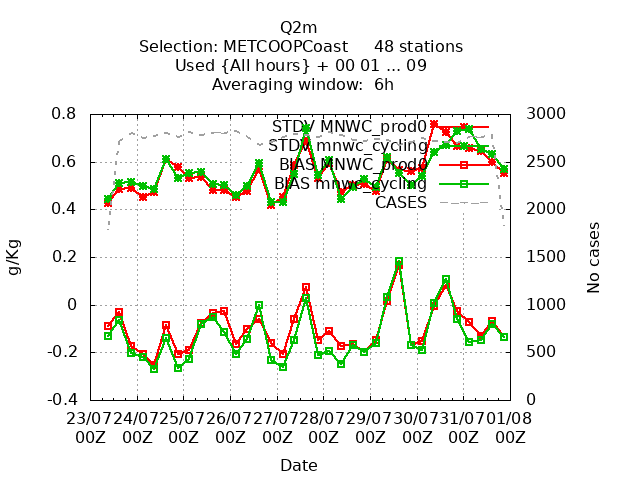 Q2m
Selection: METCOOPCoast 48 stations
Used {All hours} + 00 01 ... 09
Averaging window: 6h
0.8
0.6
0.4
0.2
0
-0.2
-0.4
g/Kg
3000
2500
2000
1500
1000
500
0
No cases
STDV MNWC_prod0
STDV mnwc_cycling
BIAS MNWC_prod0
BIAS mnwc_cycling
CASES
23/07 24/07 25/07 26/07 27/07 28/07 29/07 30/07 31/07 01/08
00Z 00Z 00Z 00Z 00Z 00Z 00Z 00Z 00Z 00Z
Date